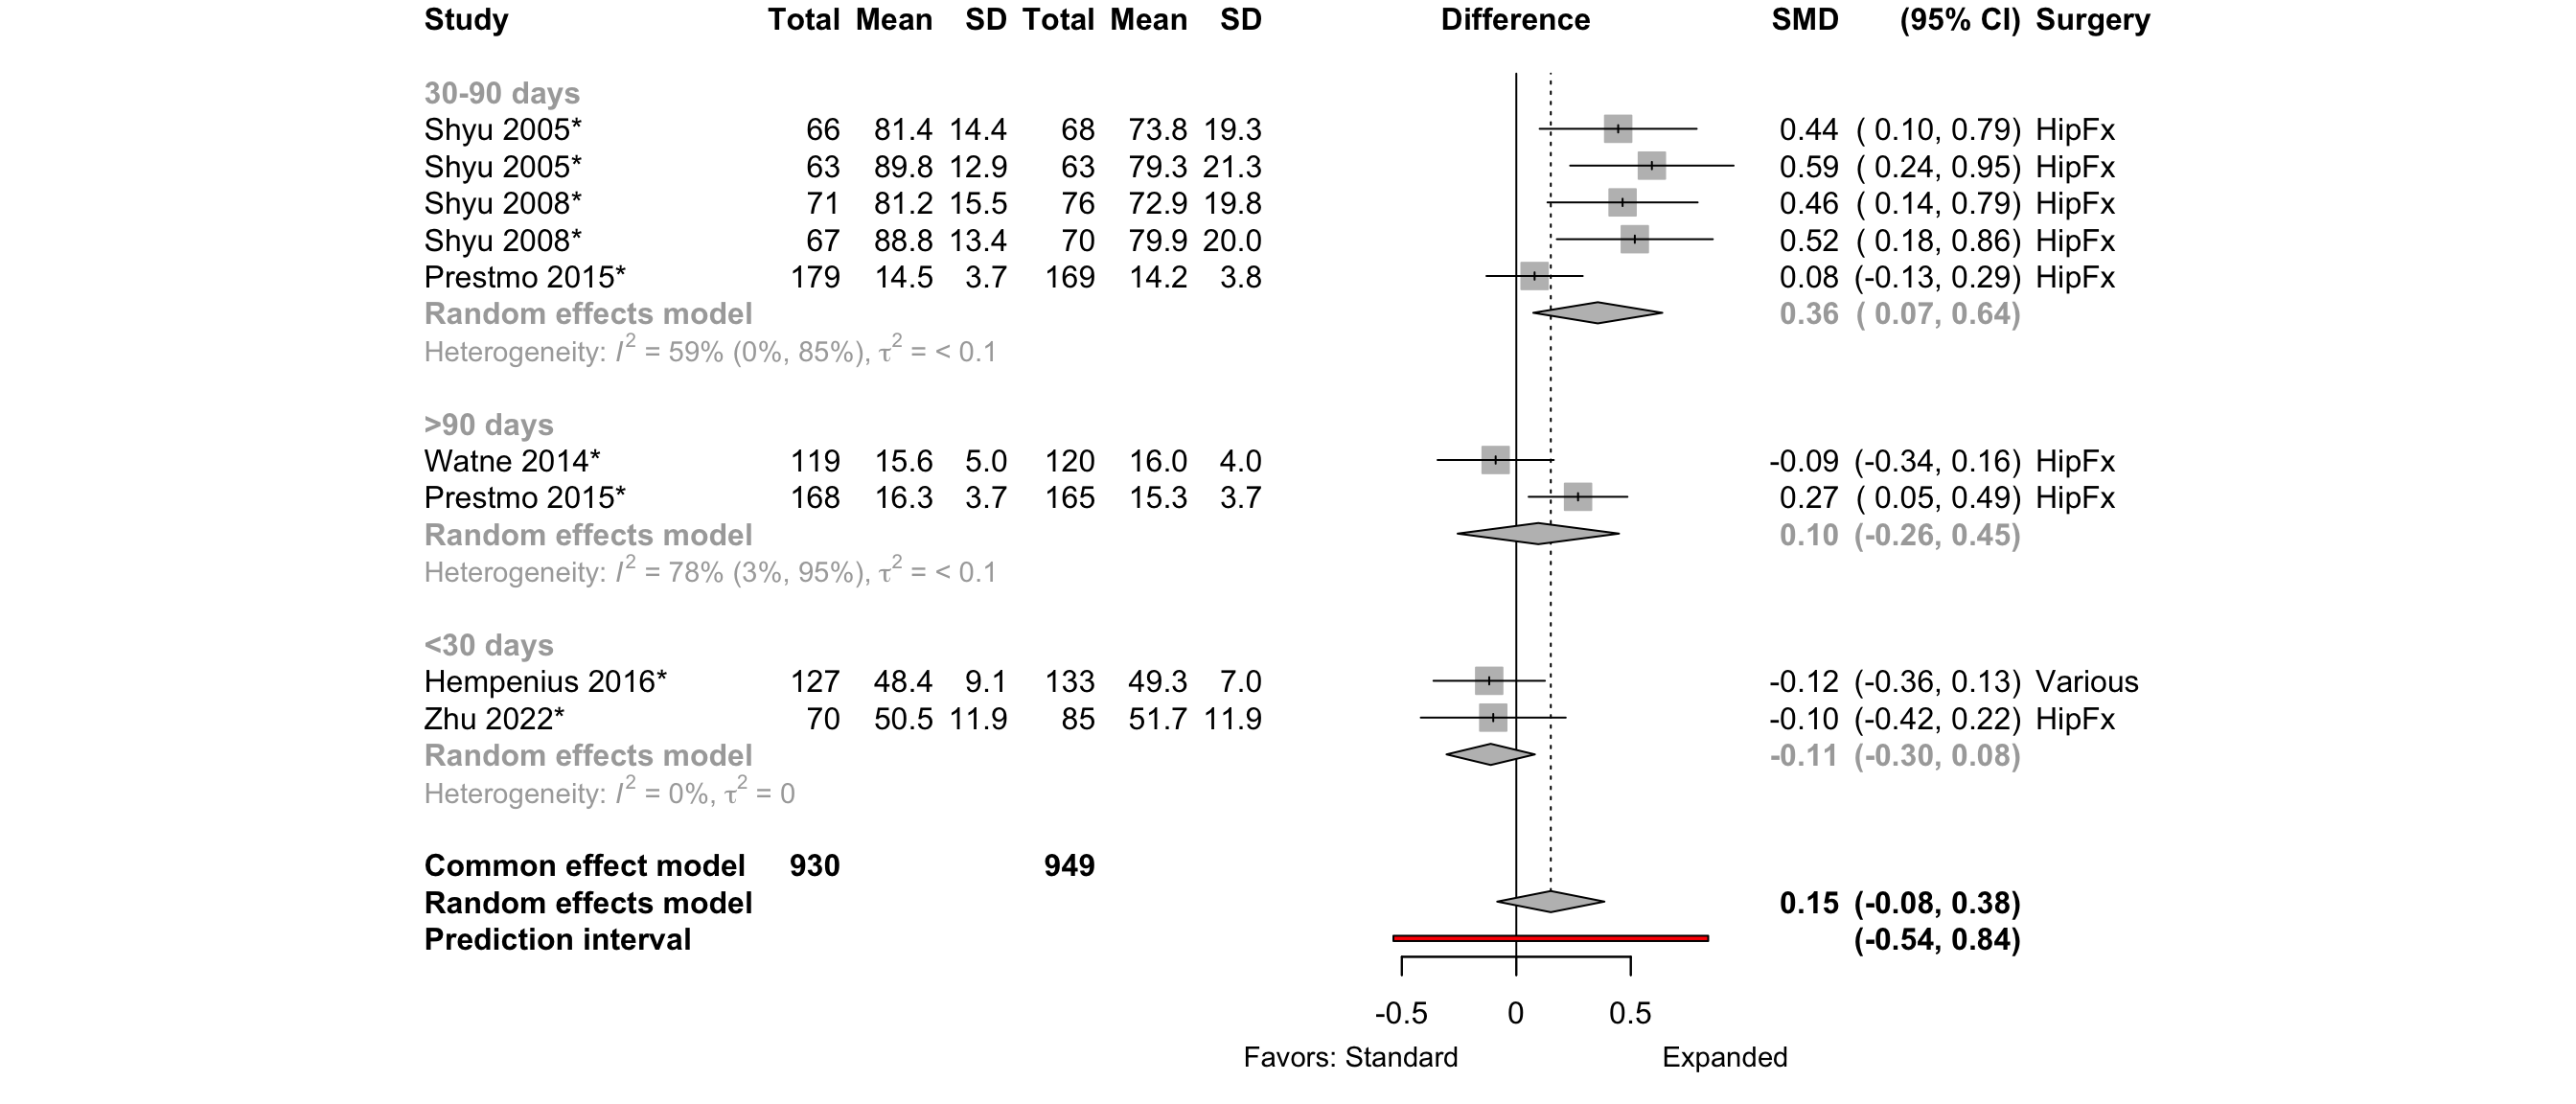 Study Total Mean SD Total Mean SD Difference SMD (95% CI) Surgery
30-90 days
Shyu 2005* 66 81.4 14.4 68 73.8 19.3 0.44 ( 0.10, 0.79) HipFx
Shyu 2005* 63 89.8 12.9 63 79.3 21.3 0.59 ( 0.24, 0.95) HipFx
Shyu 2008* 71 81.2 15.5 76 72.9 19.8 0.46 ( 0.14, 0.79) HipFx
Shyu 2008* 67 88.8 13.4 70 79.9 20.0 0.52 ( 0.18, 0.86) HipFx
Prestmo 2015* 179 14.5 3.7 169 14.2 3.8 0.08 (-0.13, 0.29) HipFx
Random effects model 0.36 ( 0.07, 0.64)
Heterogeneity: I² = 59% (0%, 85%), τ² = < 0.1
>90 days
Watne 2014* 119 15.6 5.0 120 16.0 4.0 -0.09 (-0.34, 0.16) HipFx
Prestmo 2015* 168 16.3 3.7 165 15.3 3.7 0.27 ( 0.05, 0.49) HipFx
Random effects model 0.10 (-0.26, 0.45)
Heterogeneity: I² = 78% (3%, 95%), τ² = < 0.1
<30 days
Hempenius 2016* 127 48.4 9.1 133 49.3 7.0 -0.12 (-0.36, 0.13) Various
Zhu 2022* 70 50.5 11.9 85 51.7 11.9 -0.10 (-0.42, 0.22) HipFx
Random effects model -0.11 (-0.30, 0.08)
Heterogeneity: I² = 0%, τ² = 0
Common effect model 930 949
Random effects model 0.15 (-0.08, 0.38)
Prediction interval (-0.54, 0.84)
-0.5 0 0.5
Favors: Standard Expanded